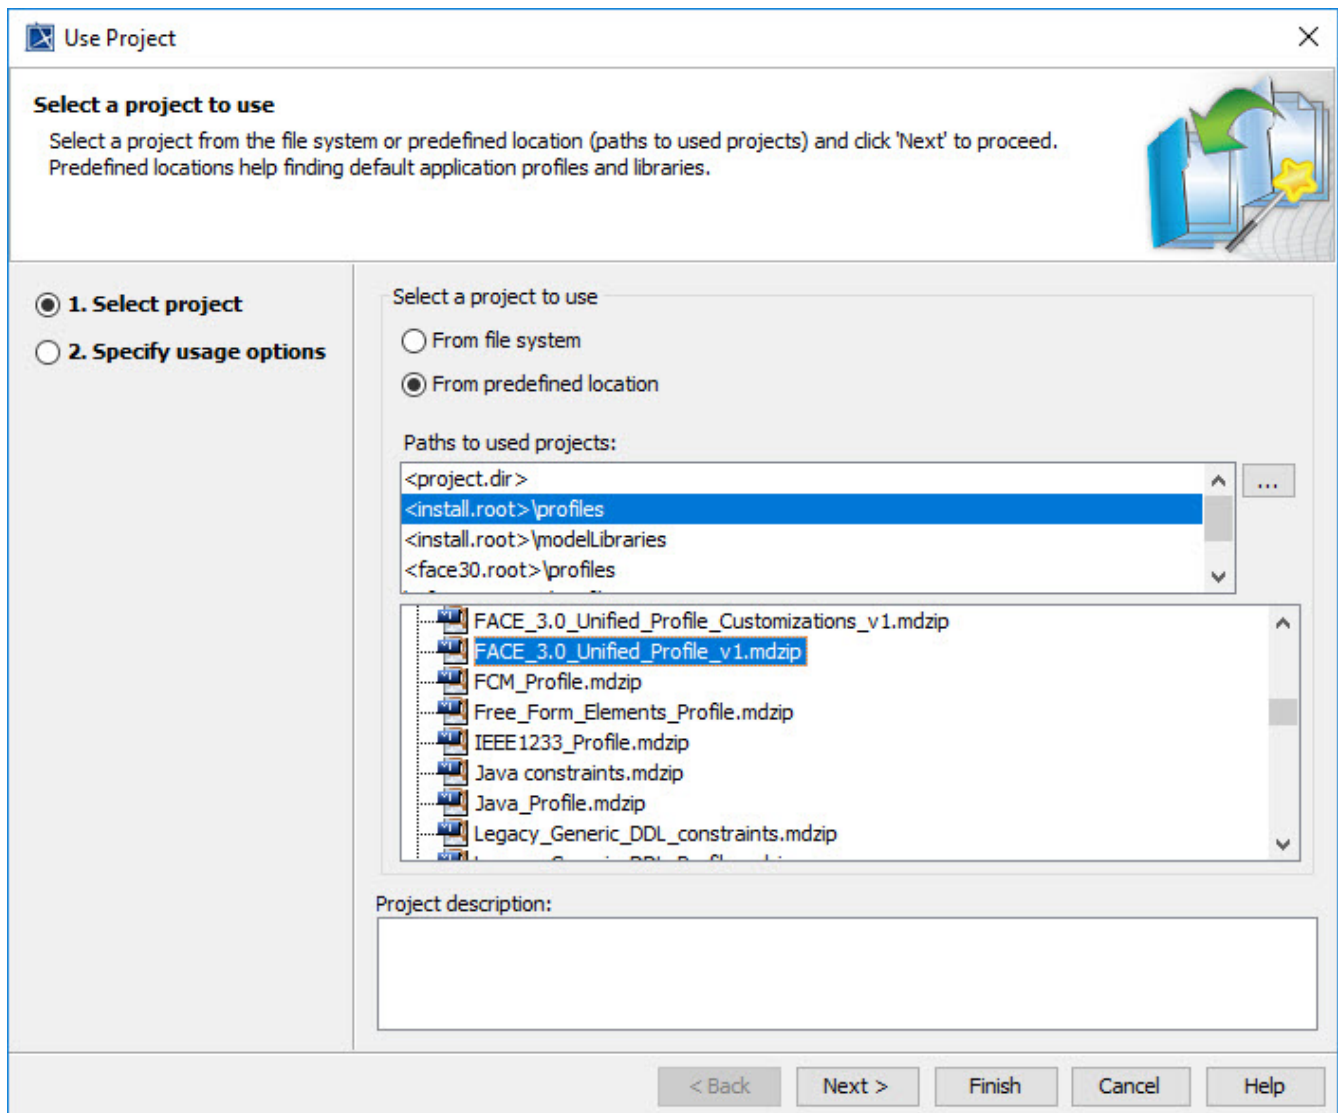 Use Project
Select a project to use
Select a project from the file system or predefined location (paths to used projects) and click 'Next' to proceed.
Predefined locations help finding default application profiles and libraries.
1. Select project
2. Specify usage options
Select a project to use
From file system
From predefined location
Paths to used projects:
<project.dir>
...
<install.root>\profiles
<install.root>\modelLibraries
<face30.root>\profiles
FACE_3.0_Unified_Profile_Customizations_v1.mdzip
FACE_3.0_Unified_Profile_v1.mdzip
FCM_Profile.mdzip
Free_Form_Elements_Profile.mdzip
IEEE1233_Profile.mdzip
Java constraints.mdzip
Java_Profile.mdzip
Legacy_Generic_DDL_constraints.mdzip
Project description:
< Back Next > Finish Cancel Help